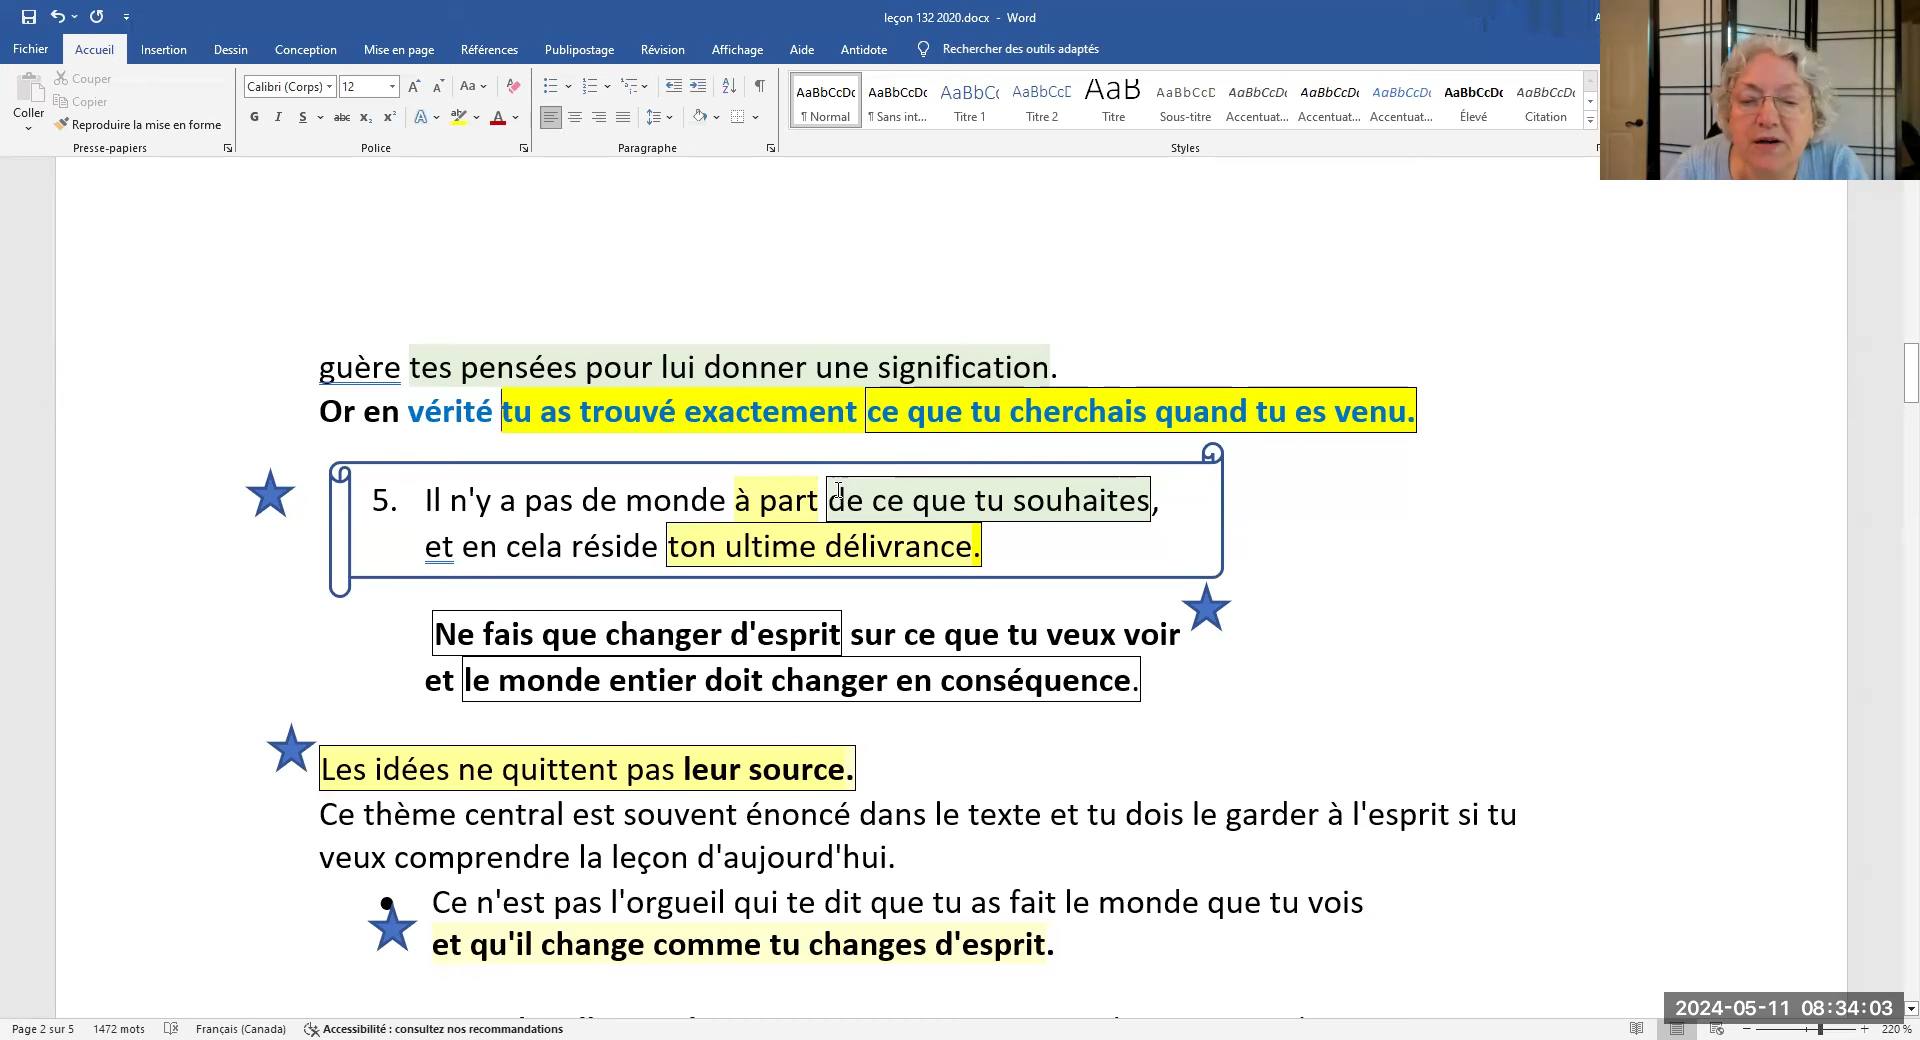 leçon 132 2020.docx - Word
Fichier Accueil Insertion Dessin Conception Mise en page Références Publipostage Révision Affichage Aide Antidote Rechercher des outils adaptés
Coller
Couper
Copier
Reproduire la mise en forme
Presse-papiers
Calibri (Corps) 12
G I S abc x₂ x² A A
Police
Paragraphe
AaBbCcDc AaBbCcDc AaBbCc AaBbCcD AaB AaBbCcD AaBbCcDc AaBbCcDc AaBbCcDc AaBbCcDc AaBbCcDc
¶ Normal ¶ Sans int... Titre 1 Titre 2 Titre Sous-titre Accentuat... Accentuat... Accentuat... Élevé Citation
Styles
guère tes pensées pour lui donner une signification.
Or en vérité tu as trouvé exactement ce que tu cherchais quand tu es venu.
5. Il n'y a pas de monde à part de ce que tu souhaites,
et en cela réside ton ultime délivrance.
Ne fais que changer d'esprit sur ce que tu veux voir
et le monde entier doit changer en conséquence.
Les idées ne quittent pas leur source.
Ce thème central est souvent énoncé dans le texte et tu dois le garder à l'esprit si tu
veux comprendre la leçon d'aujourd'hui.
Ce n'est pas l'orgueil qui te dit que tu as fait le monde que tu vois
et qu'il change comme tu changes d'esprit.
2024-05-11 08:34:03
Page 2 sur 5 1472 mots Français (Canada) Accessibilité : consultez nos recommandations 220 %